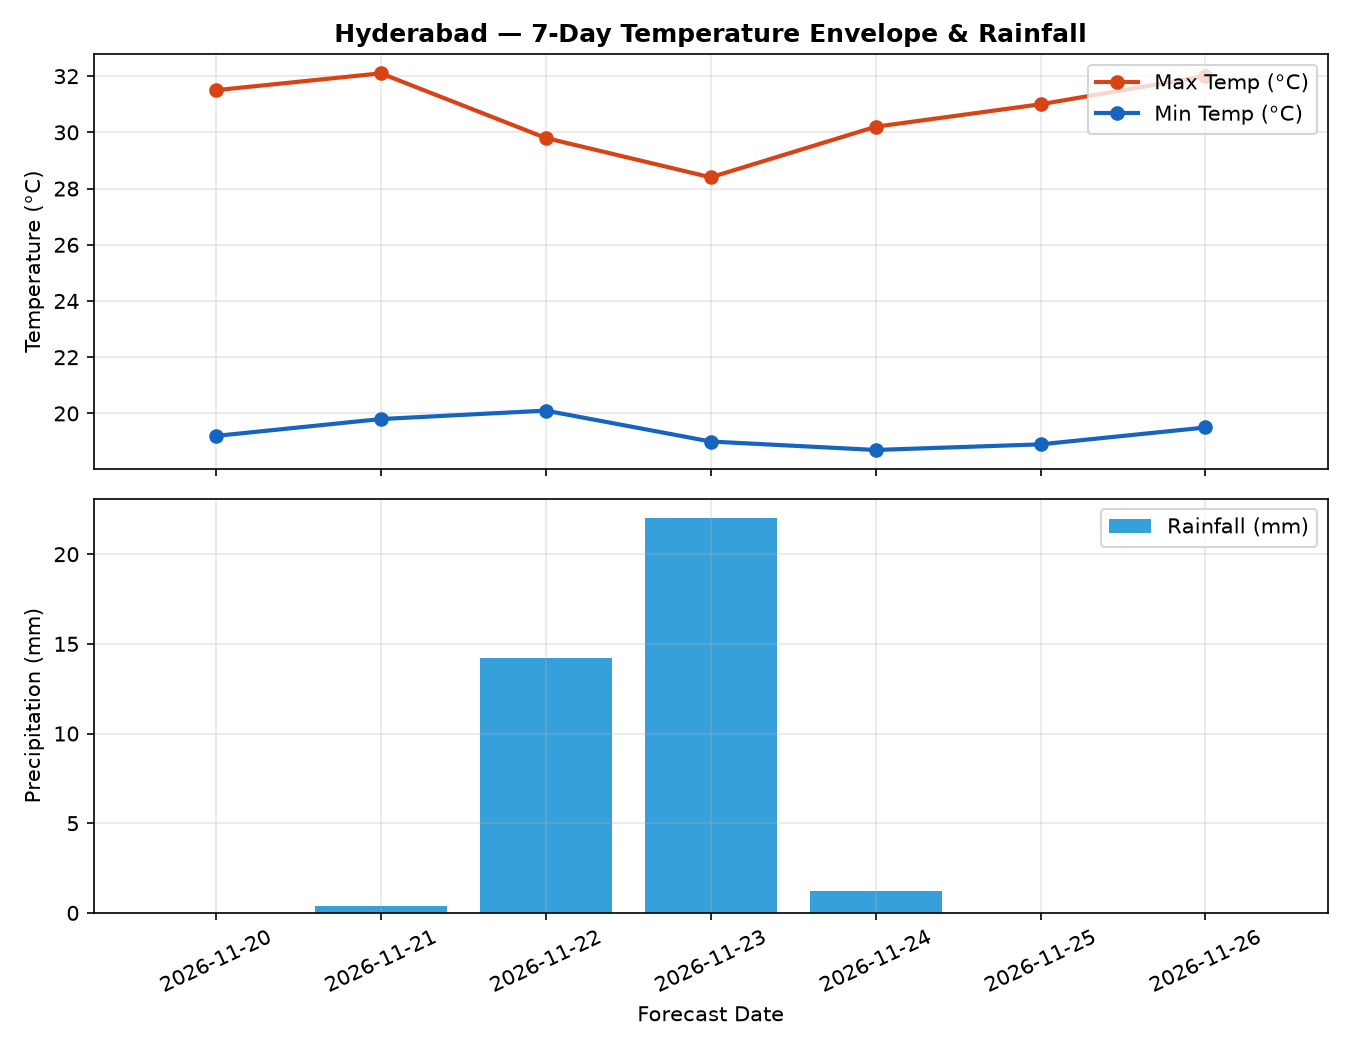 Hyderabad — 7-Day Temperature Envelope & Rainfall
Temperature (°C)
32
30
28
26
24
22
20
Max Temp (°C)
Min Temp (°C)
Precipitation (mm)
20
15
10
5
0
Rainfall (mm)
2026-11-20
2026-11-21
2026-11-22
2026-11-23
2026-11-24
2026-11-25
2026-11-26
Forecast Date